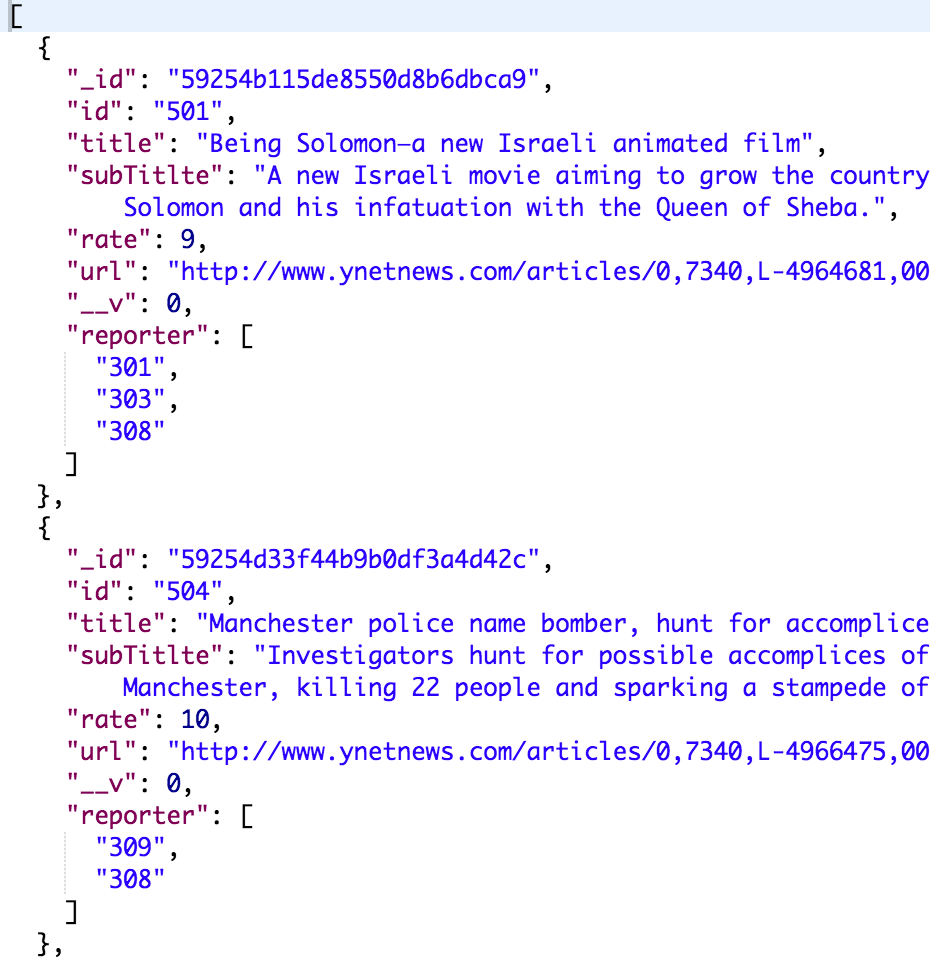 [
  {
    "_id": "59254b115de8550d8b6dbca9",
    "id": "501",
    "title": "Being Solomon—a new Israeli animated film",
    "subTitlte": "A new Israeli movie aiming to grow the country
        Solomon and his infatuation with the Queen of Sheba.",
    "rate": 9,
    "url": "http://www.ynetnews.com/articles/0,7340,L-4964681,00
    "__v": 0,
    "reporter": [
      "301",
      "303",
      "308"
    ]
  },
  {
    "_id": "59254d33f44b9b0df3a4d42c",
    "id": "504",
    "title": "Manchester police name bomber, hunt for accomplice
    "subTitlte": "Investigators hunt for possible accomplices of
        Manchester, killing 22 people and sparking a stampede of
    "rate": 10,
    "url": "http://www.ynetnews.com/articles/0,7340,L-4966475,00
    "__v": 0,
    "reporter": [
      "309",
      "308"
    ]
  },